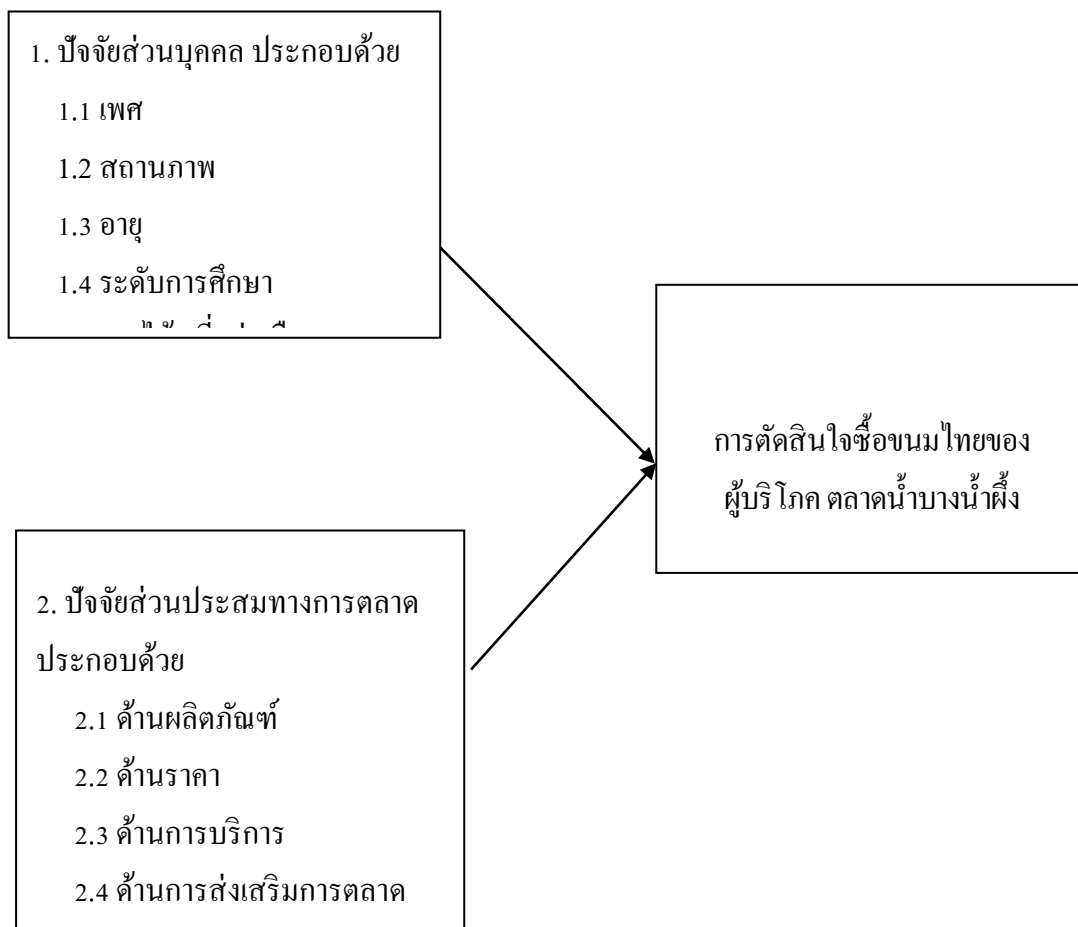 1. ปัจจัยส่วนบุคคล ประกอบด้วย
1.1 เพศ
1.2 สถานภาพ
1.3 อายุ
1.4 ระดับการศึกษา
การตัดสินใจซื้อขนมไทยของ
ผู้บริโภค ตลาดน้ำบางน้ำผึ้ง
2. ปัจจัยส่วนประสมทางการตลาด
ประกอบด้วย
2.1 ด้านผลิตภัณฑ์
2.2 ด้านราคา
2.3 ด้านการบริการ
2.4 ด้านการส่งเสริมการตลาด